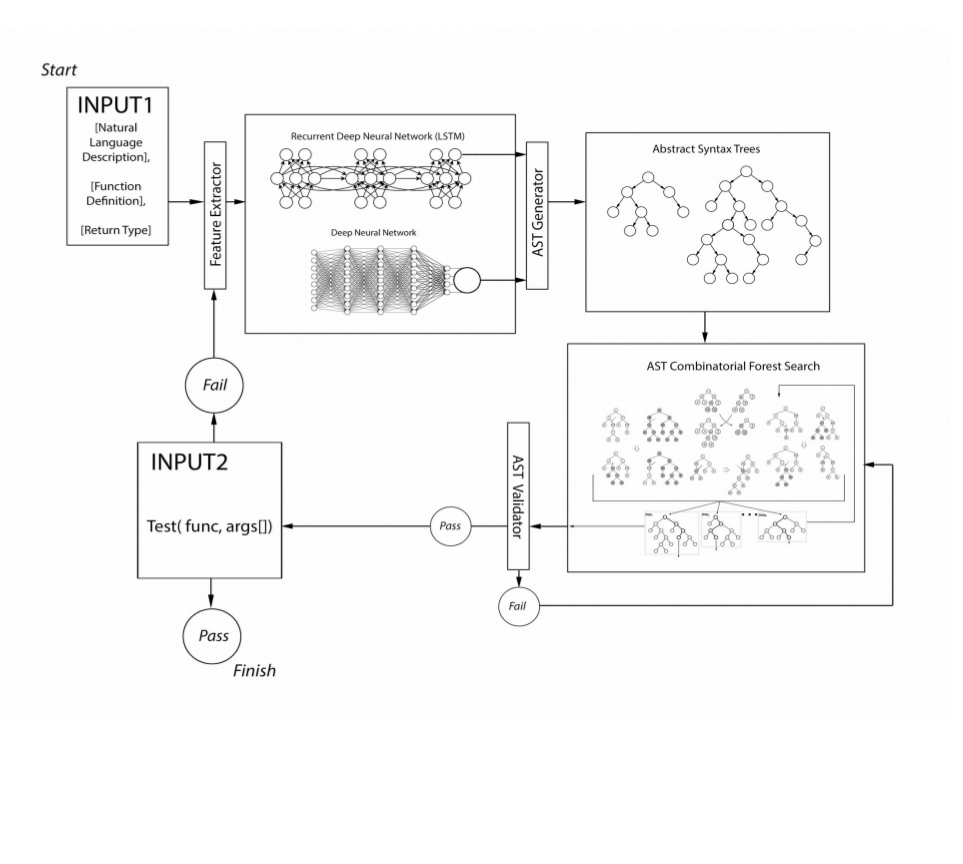 Start
INPUT1
[Natural
Language
Description],
[Function
Definition],
[Return Type]
Feature Extractor
Recurrent Deep Neural Network (LSTM)
Deep Neural Network
AST Generator
Abstract Syntax Trees
AST Combinatorial Forest Search
AST Validator
Pass
Fail
Fail
INPUT2
Test( func, args[])
Pass
Finish